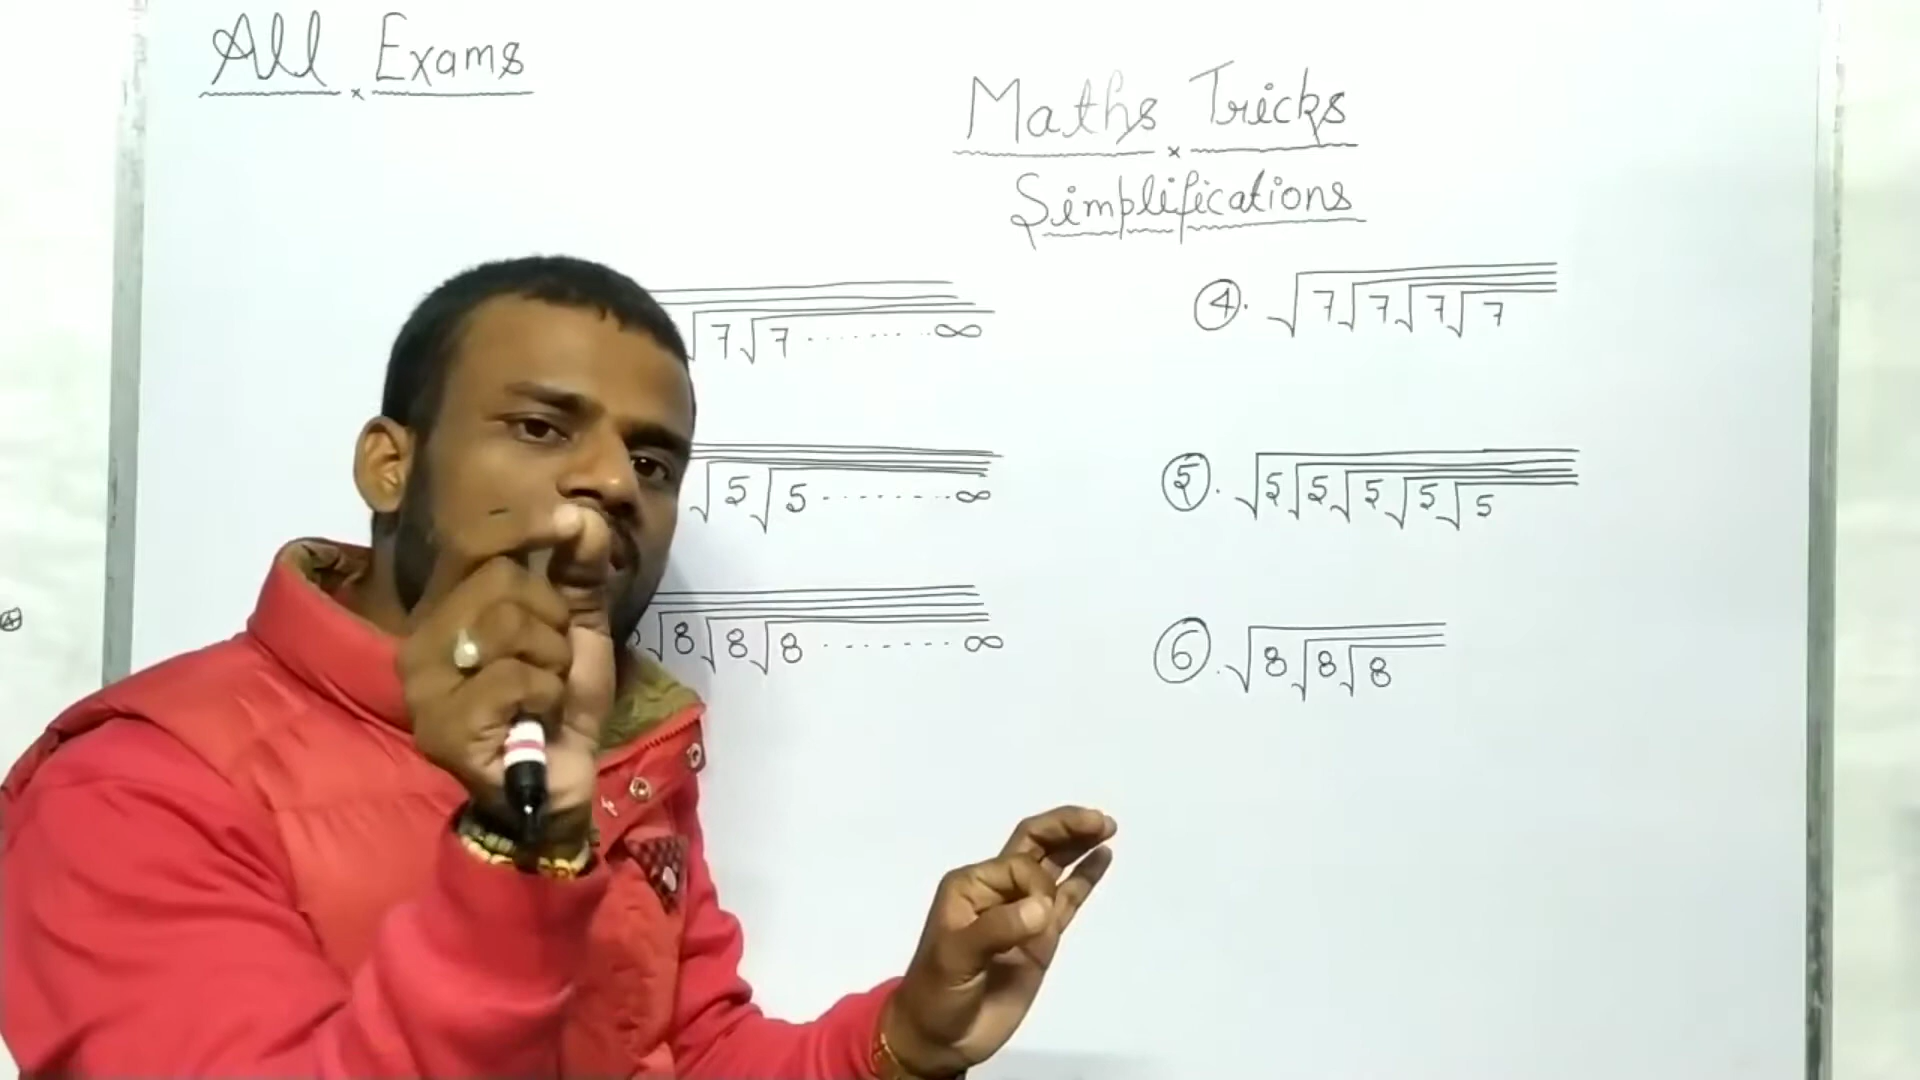 All Exams
Maths Tricks
Simplifications
√7√7 ........ ∞
④. √7√7√7√7
√5√5 ........ ∞
⑤. √5√5√5√5√5
√8√8√8 ........ ∞
⑥. √8√8√8